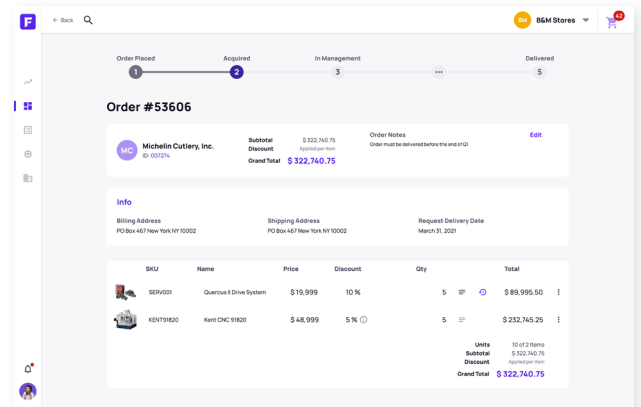 F
← Back
BM B&M Stores
42
Order Placed Acquired In Management Delivered
1 2 3 ... 5
Order #53606
MC
Michelin Cutlery, Inc.
ID: 007274
Subtotal $ 322,740.75
Discount Applied per item
Grand Total $ 322,740.75
Order Notes
Order must be delivered before the end of Q1.
Edit
Info
Billing Address
PO Box 467 New York NY 10002
Shipping Address
PO Box 467 New York NY 10002
Request Delivery Date
March 31, 2021
SKU Name Price Discount Qty Total
SERV001 Quercus II Drive System $ 19,999 10 % 5 $ 89,995.50
KENT91820 Kent CNC 91820 $ 48,999 5 % 5 $ 232,745.25
Units 10 of 2 Items
Subtotal $ 322,740.75
Discount Applied per item
Grand Total $ 322,740.75